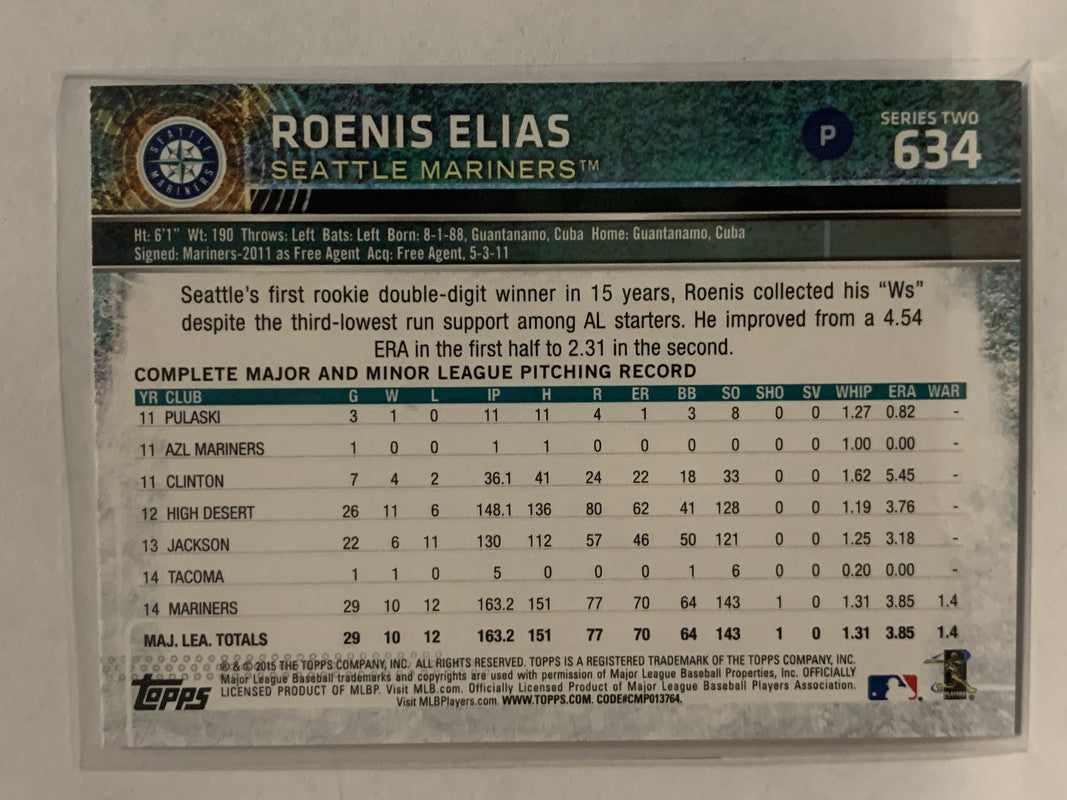 SEATTLE
MARINERS
ROENIS ELIAS
SEATTLE MARINERS™
P
SERIES TWO
634
Ht: 6'1" Wt: 190 Throws: Left Bats: Left Born: 8-1-88, Guantanamo, Cuba Home: Guantanamo, Cuba
Signed: Mariners-2011 as Free Agent Acq: Free Agent, 5-3-11
Seattle's first rookie double-digit winner in 15 years, Roenis collected his "Ws"
despite the third-lowest run support among AL starters. He improved from a 4.54
ERA in the first half to 2.31 in the second.
COMPLETE MAJOR AND MINOR LEAGUE PITCHING RECORD
YR CLUB G W L IP H R ER BB SO SHO SV WHIP ERA WAR
11 PULASKI 3 1 0 11 11 4 1 3 8 0 0 1.27 0.82 -
11 AZL MARINERS 1 0 0 1 1 0 0 0 0 0 0 1.00 0.00 -
11 CLINTON 7 4 2 36.1 41 24 22 18 33 0 0 1.62 5.45 -
12 HIGH DESERT 26 11 6 148.1 136 80 62 41 128 0 0 1.19 3.76 -
13 JACKSON 22 6 11 130 112 57 46 50 121 0 0 1.25 3.18 -
14 TACOMA 1 1 0 5 0 0 0 1 6 0 0 0.20 0.00 -
14 MARINERS 29 10 12 163.2 151 77 70 64 143 1 0 1.31 3.85 1.4
MAJ. LEA. TOTALS 29 10 12 163.2 151 77 70 64 143 1 0 1.31 3.85 1.4
® & © 2015 THE TOPPS COMPANY, INC. ALL RIGHTS RESERVED. TOPPS IS A REGISTERED TRADEMARK OF THE TOPPS COMPANY, INC.
Major League Baseball trademarks and copyrights are used with permission of Major League Baseball Properties, Inc. OFFICIALLY
LICENSED PRODUCT OF MLBP. Visit MLB.com. Officially Licensed Product of Major League Baseball Players Association.
Visit MLBPlayers.com. WWW.TOPPS.COM. CODE#CMP013764.
TOPPS